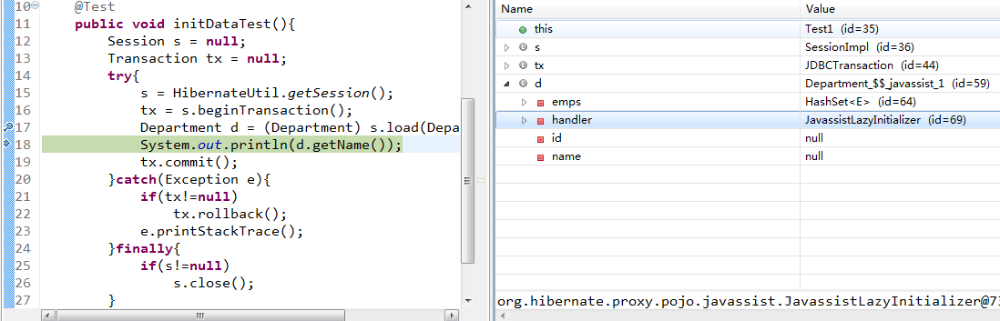 10 @Test
11 public void initDataTest(){
12 Session s = null;
13 Transaction tx = null;
14 try{
15 s = HibernateUtil.getSession();
16 tx = s.beginTransaction();
17 Department d = (Department) s.load(Depa
18 System.out.println(d.getName());
19 tx.commit();
20 }catch(Exception e){
21 if(tx!=null)
22 tx.rollback();
23 e.printStackTrace();
24 }finally{
25 if(s!=null)
26 s.close();
27 }
Name Value
this Test1 (id=35)
s SessionImpl (id=36)
tx JDBCTransaction (id=44)
d Department_$$_javassist_1 (id=59)
emps HashSet<E> (id=64)
handler JavassistLazyInitializer (id=69)
id null
name null
org.hibernate.proxy.pojo.javassist.JavassistLazyInitializer@73